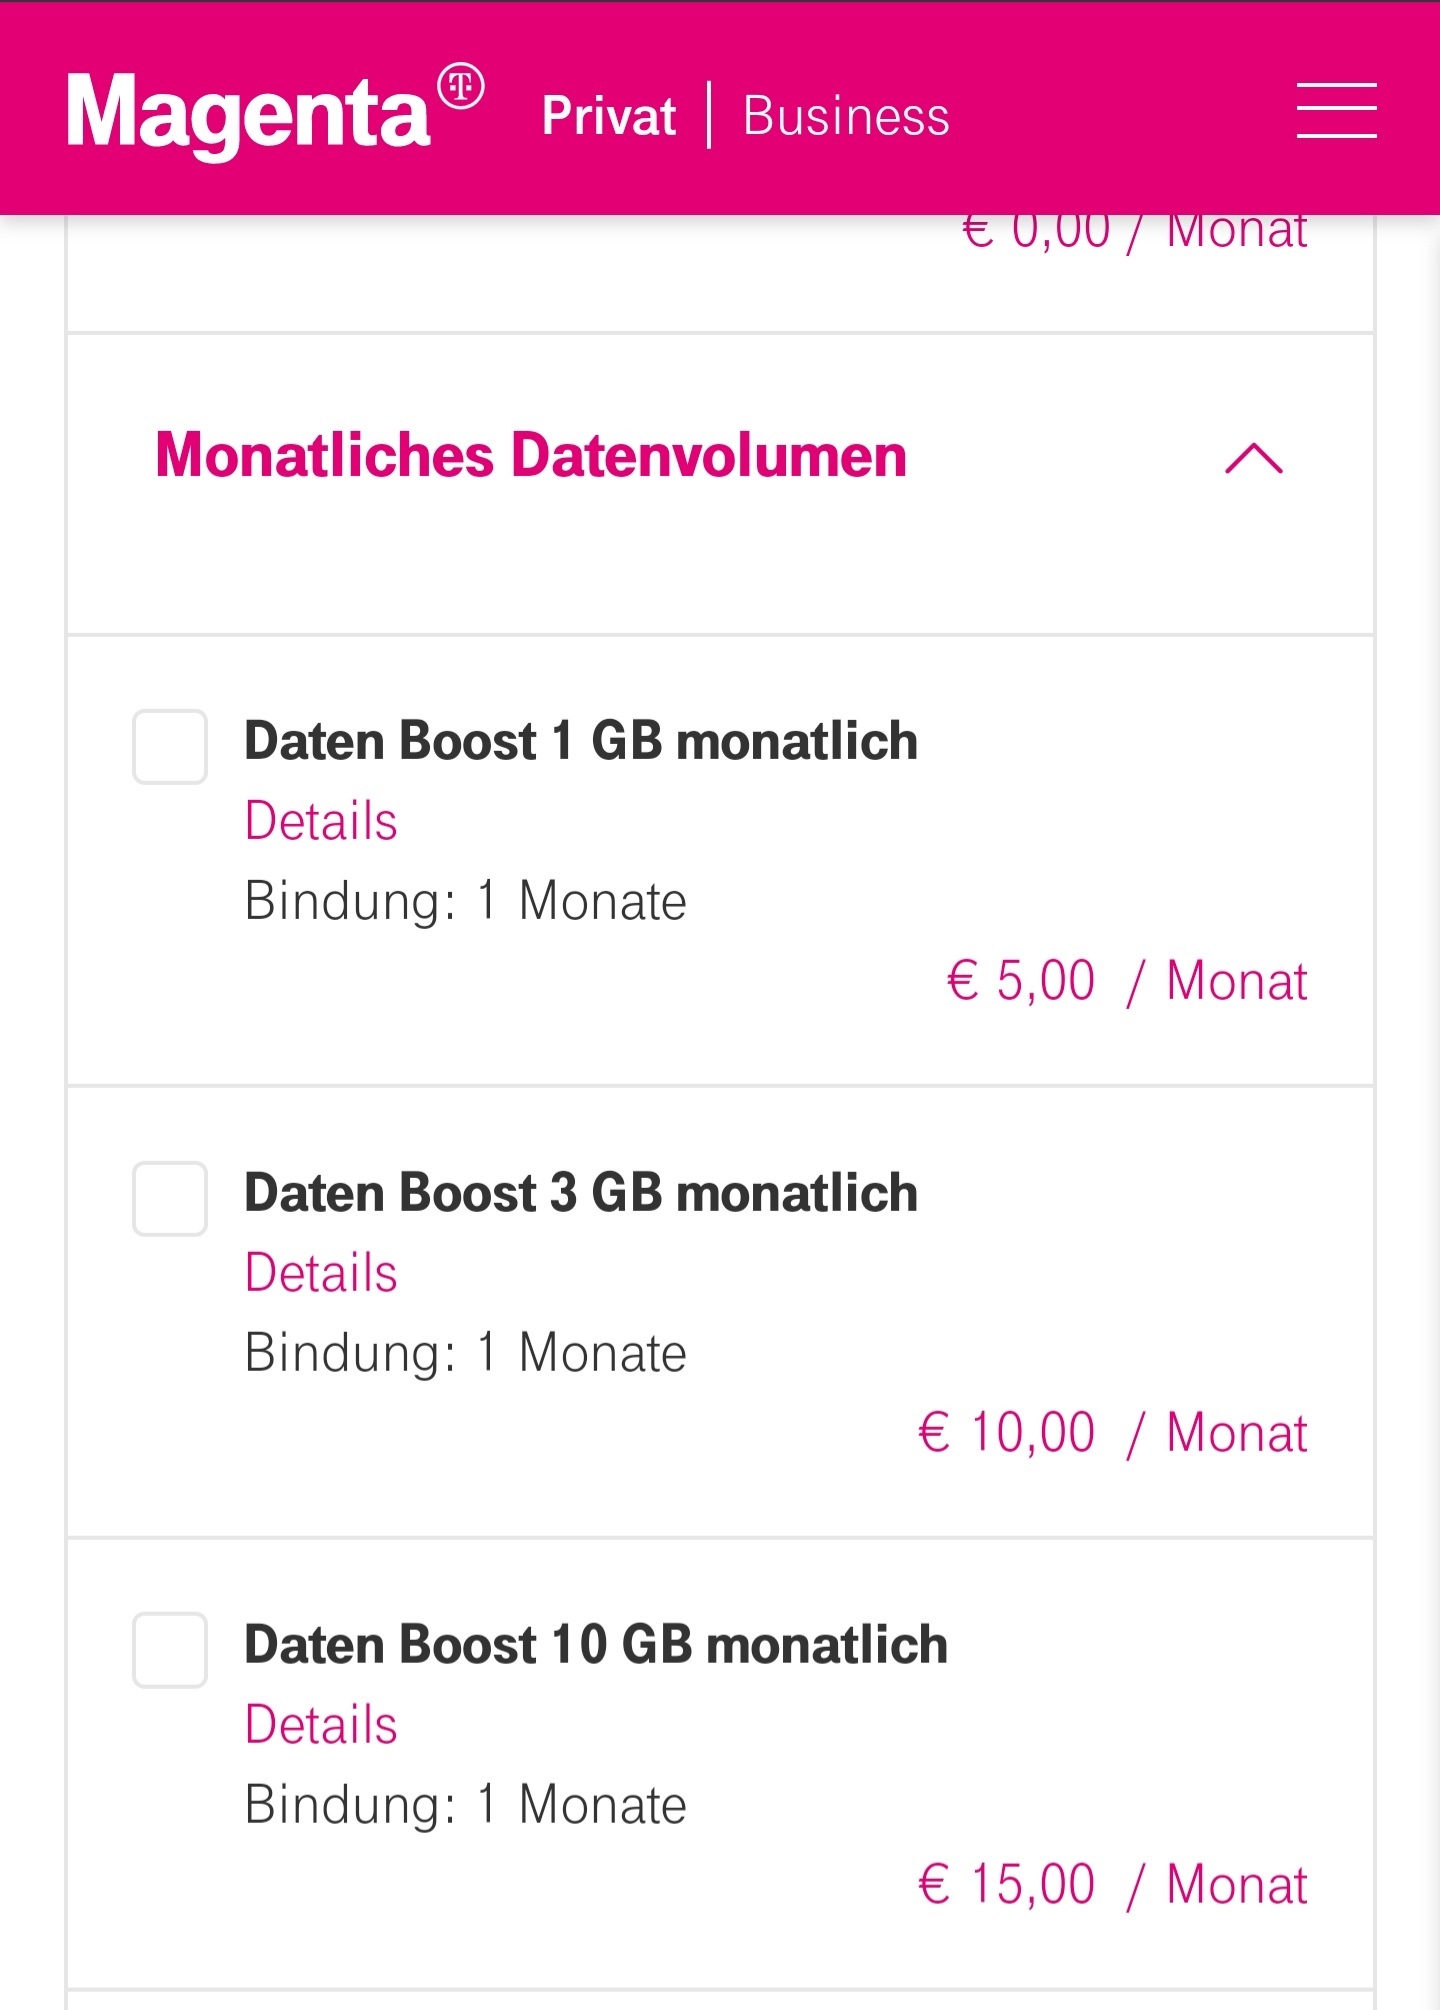 Magenta T Privat | Business
€ 0,00 / Monat
Monatliches Datenvolumen
Daten Boost 1 GB monatlich
Details
Bindung: 1 Monate
€ 5,00 / Monat
Daten Boost 3 GB monatlich
Details
Bindung: 1 Monate
€ 10,00 / Monat
Daten Boost 10 GB monatlich
Details
Bindung: 1 Monate
€ 15,00 / Monat